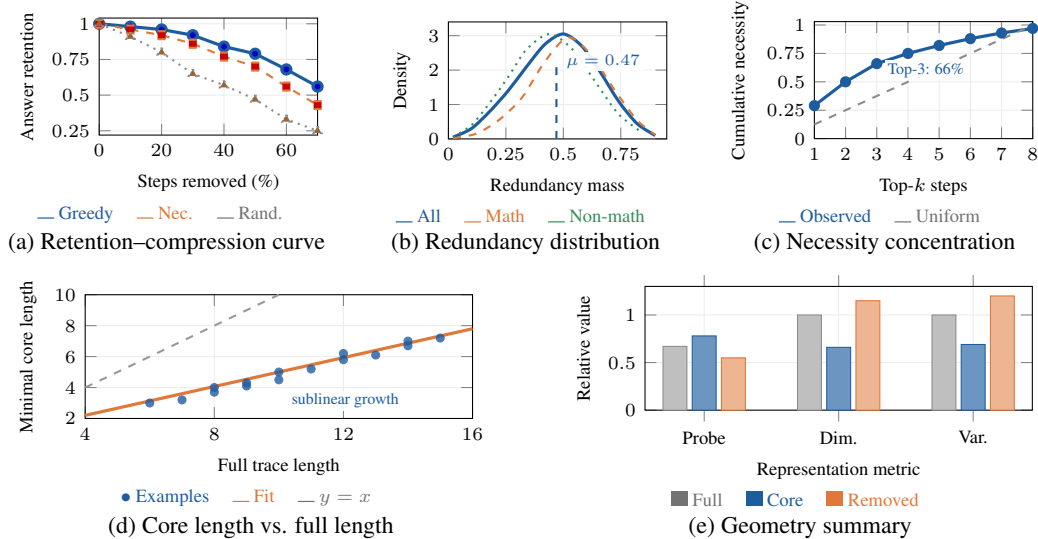 1
0.75
0.5
0.25
0
20
40
60
Answer retention
Steps removed (%)
Greedy Nec. Rand.
(a) Retention–compression curve
3
2
1
0
0
0.25
0.5
0.75
Density
μ = 0.47
Redundancy mass
All Math Non-math
(b) Redundancy distribution
1
0.75
0.5
0.25
0
1 2 3 4 5 6 7 8
Cumulative necessity
Top-3: 66%
Top-k steps
Observed Uniform
(c) Necessity concentration
10
8
6
4
2
4
8
12
16
Minimal core length
sublinear growth
Full trace length
Examples Fit y = x
(d) Core length vs. full length
1
0.5
0
Relative value
Probe Dim. Var.
Representation metric
Full Core Removed
(e) Geometry summary